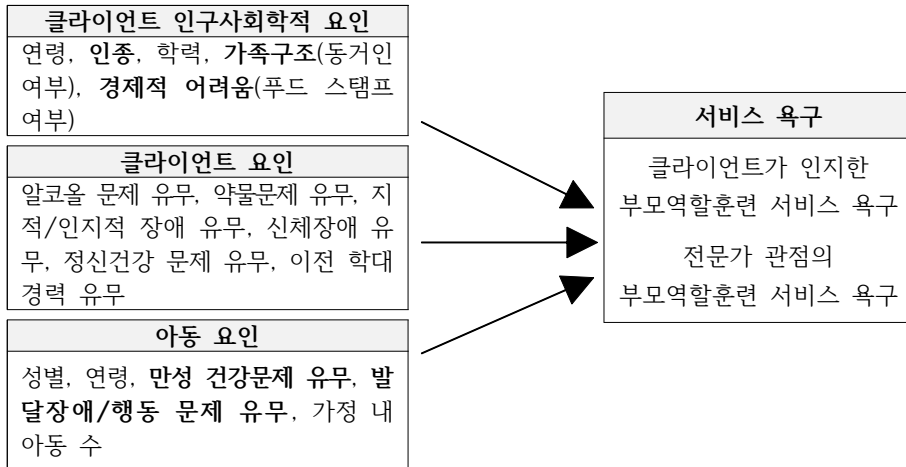 클라이언트 인구사회학적 요인
연령, 인종, 학력, 가족구조(동거인
여부), 경제적 어려움(푸드 스탬프
여부)
클라이언트 요인
알코올 문제 유무, 약물문제 유무, 지
적/인지적 장애 유무, 신체장애 유
무, 정신건강 문제 유무, 이전 학대
경력 유무
아동 요인
성별, 연령, 만성 건강문제 유무, 발
달장애/행동 문제 유무, 가정 내
아동 수
서비스 욕구
클라이언트가 인지한
부모역할훈련 서비스 욕구
전문가 관점의
부모역할훈련 서비스 욕구